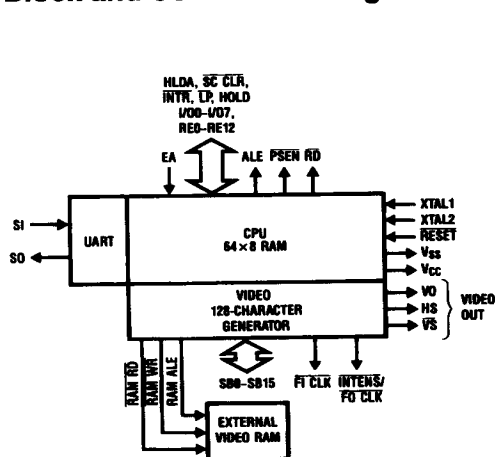 HLDA, SC CLR,
INTR, LP, HOLD
I/O0-I/O7,
RE0-RE12
EA
ALE PSEN RD
SI
SO
UART
CPU
64×8 RAM
XTAL1
XTAL2
RESET
VSS
VCC
VIDEO
128-CHARACTER
GENERATOR
VO
HS
VS
VIDEO
OUT
RAM RD
RAM WR
RAM ALE
SB0-SB15
FI CLK
INTENS/
FO CLK
EXTERNAL
VIDEO RAM